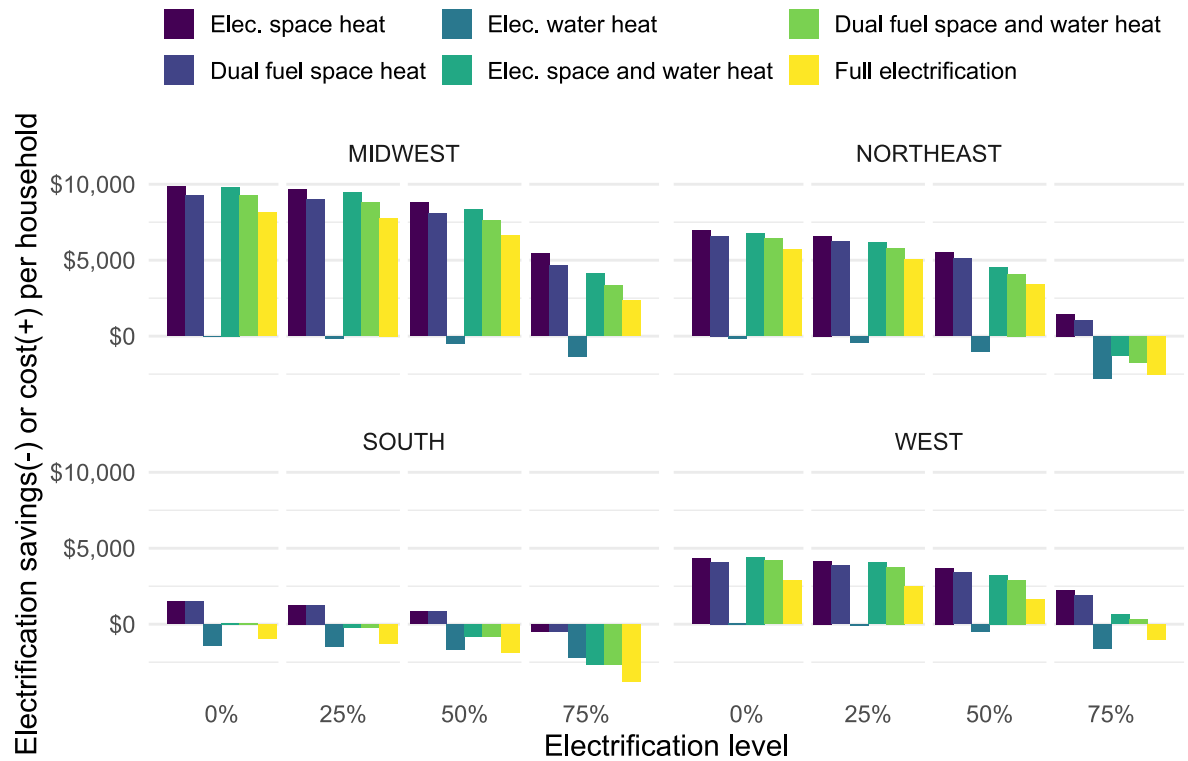 Elec. space heat
Elec. water heat
Dual fuel space and water heat
Dual fuel space heat
Elec. space and water heat
Full electrification
Electrification savings(-) or cost(+) per household
MIDWEST
NORTHEAST
$10,000
$5,000
$0
SOUTH
WEST
$10,000
$5,000
$0
0% 25% 50% 75% 0% 25% 50% 75%
Electrification level